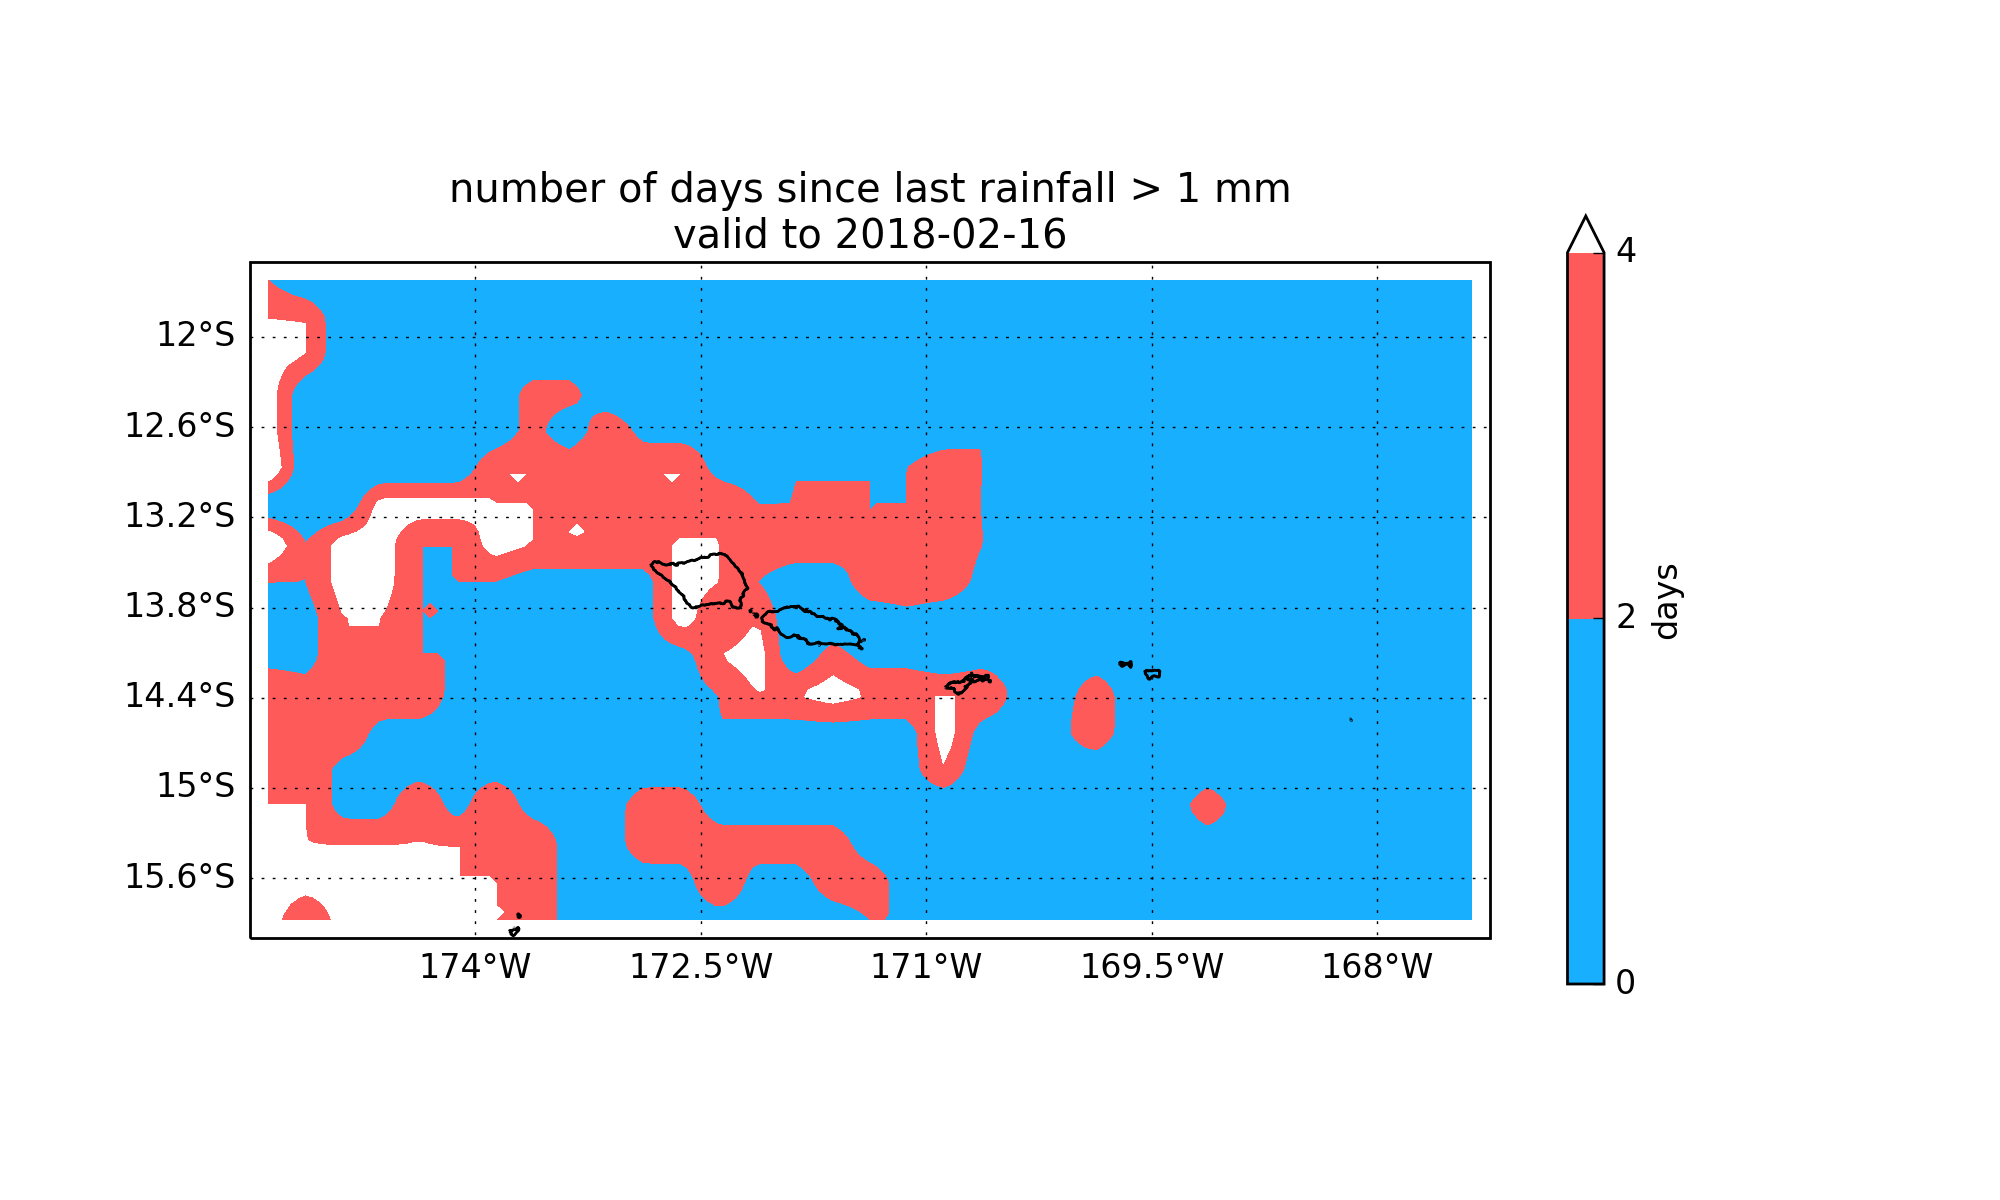 number of days since last rainfall > 1 mm
valid to 2018-02-16
12°S
12.6°S
13.2°S
13.8°S
14.4°S
15°S
15.6°S
174°W
172.5°W
171°W
169.5°W
168°W
4
2
0
days